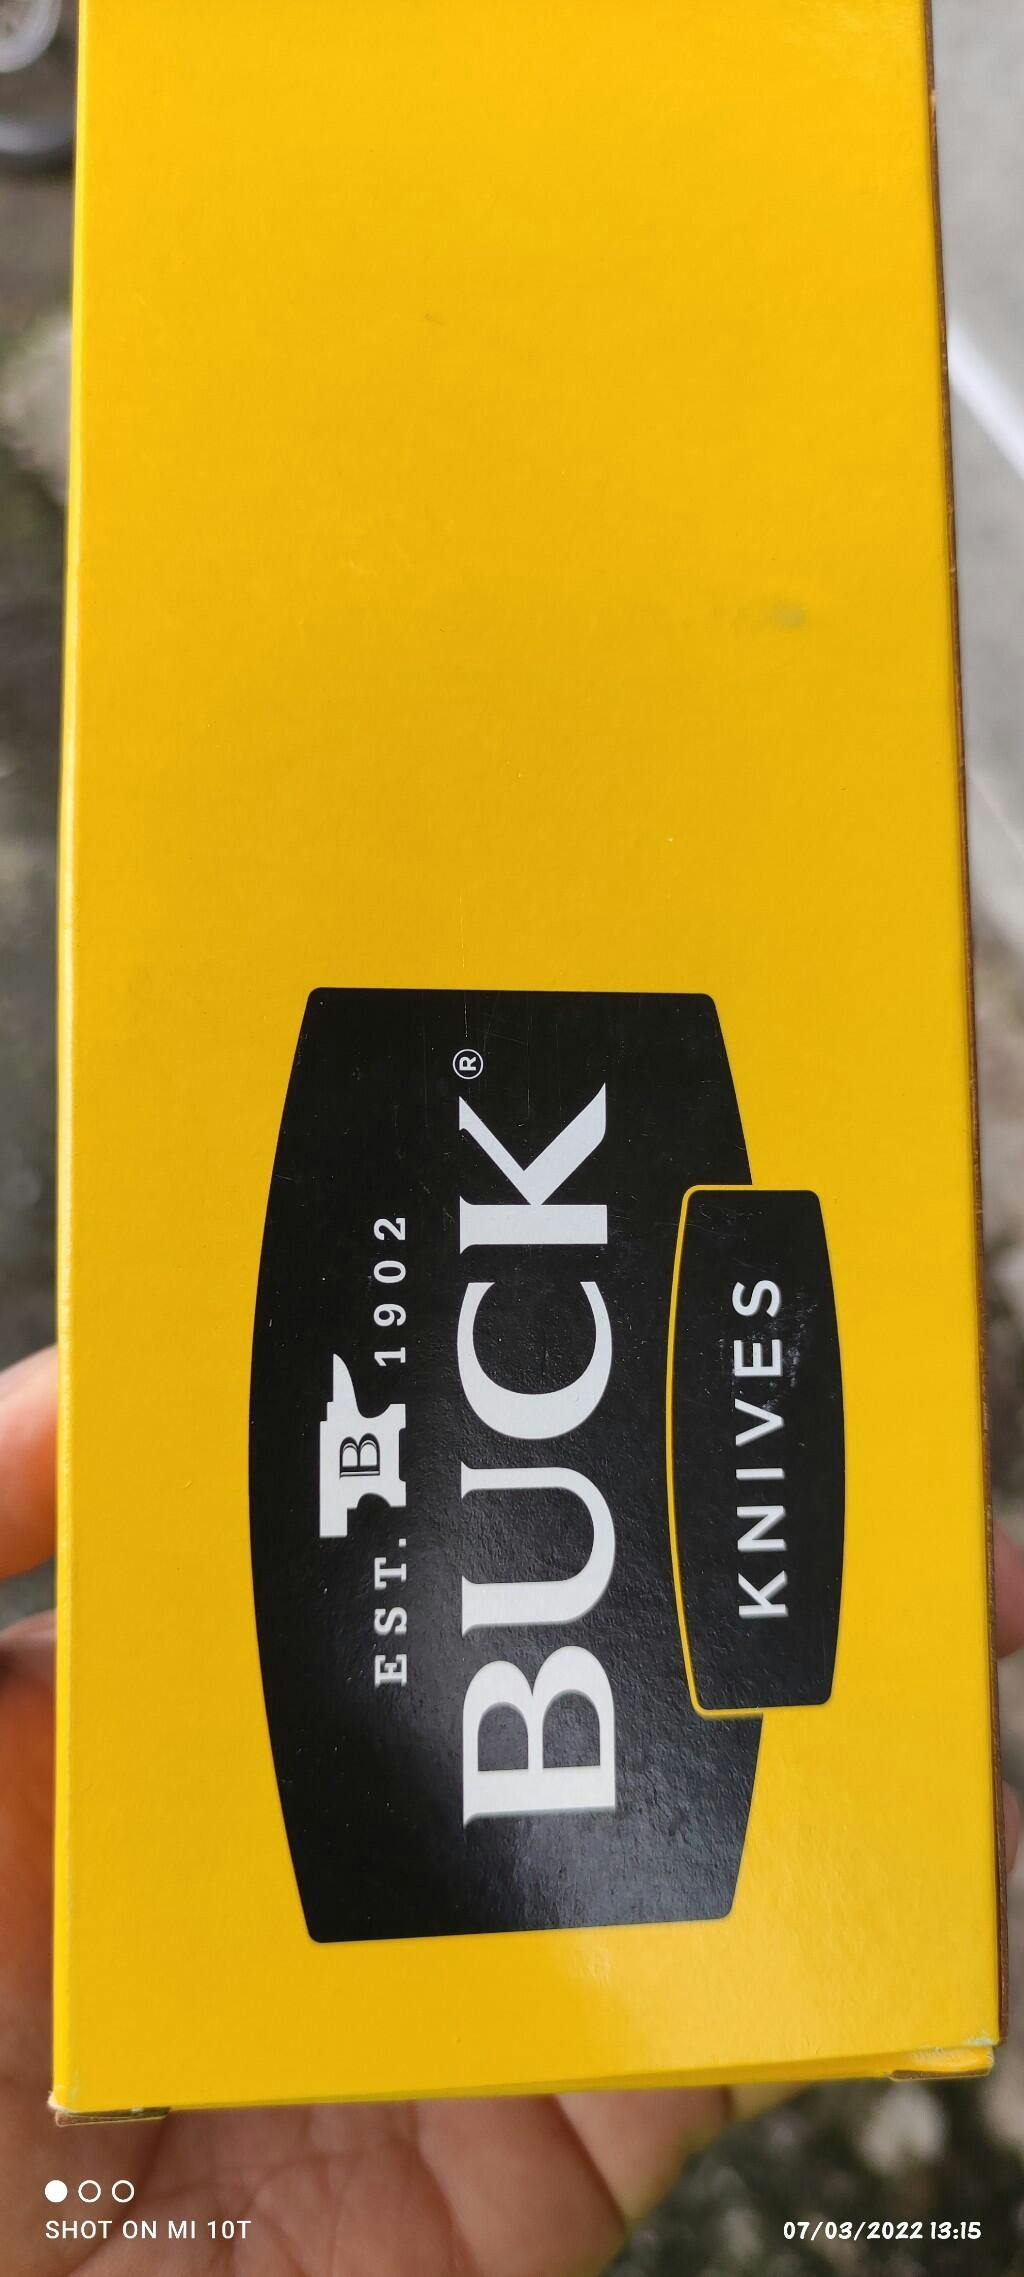 EST. B 1902
BUCK®
KNIVES
SHOT ON MI 10T
07/03/2022 13:15